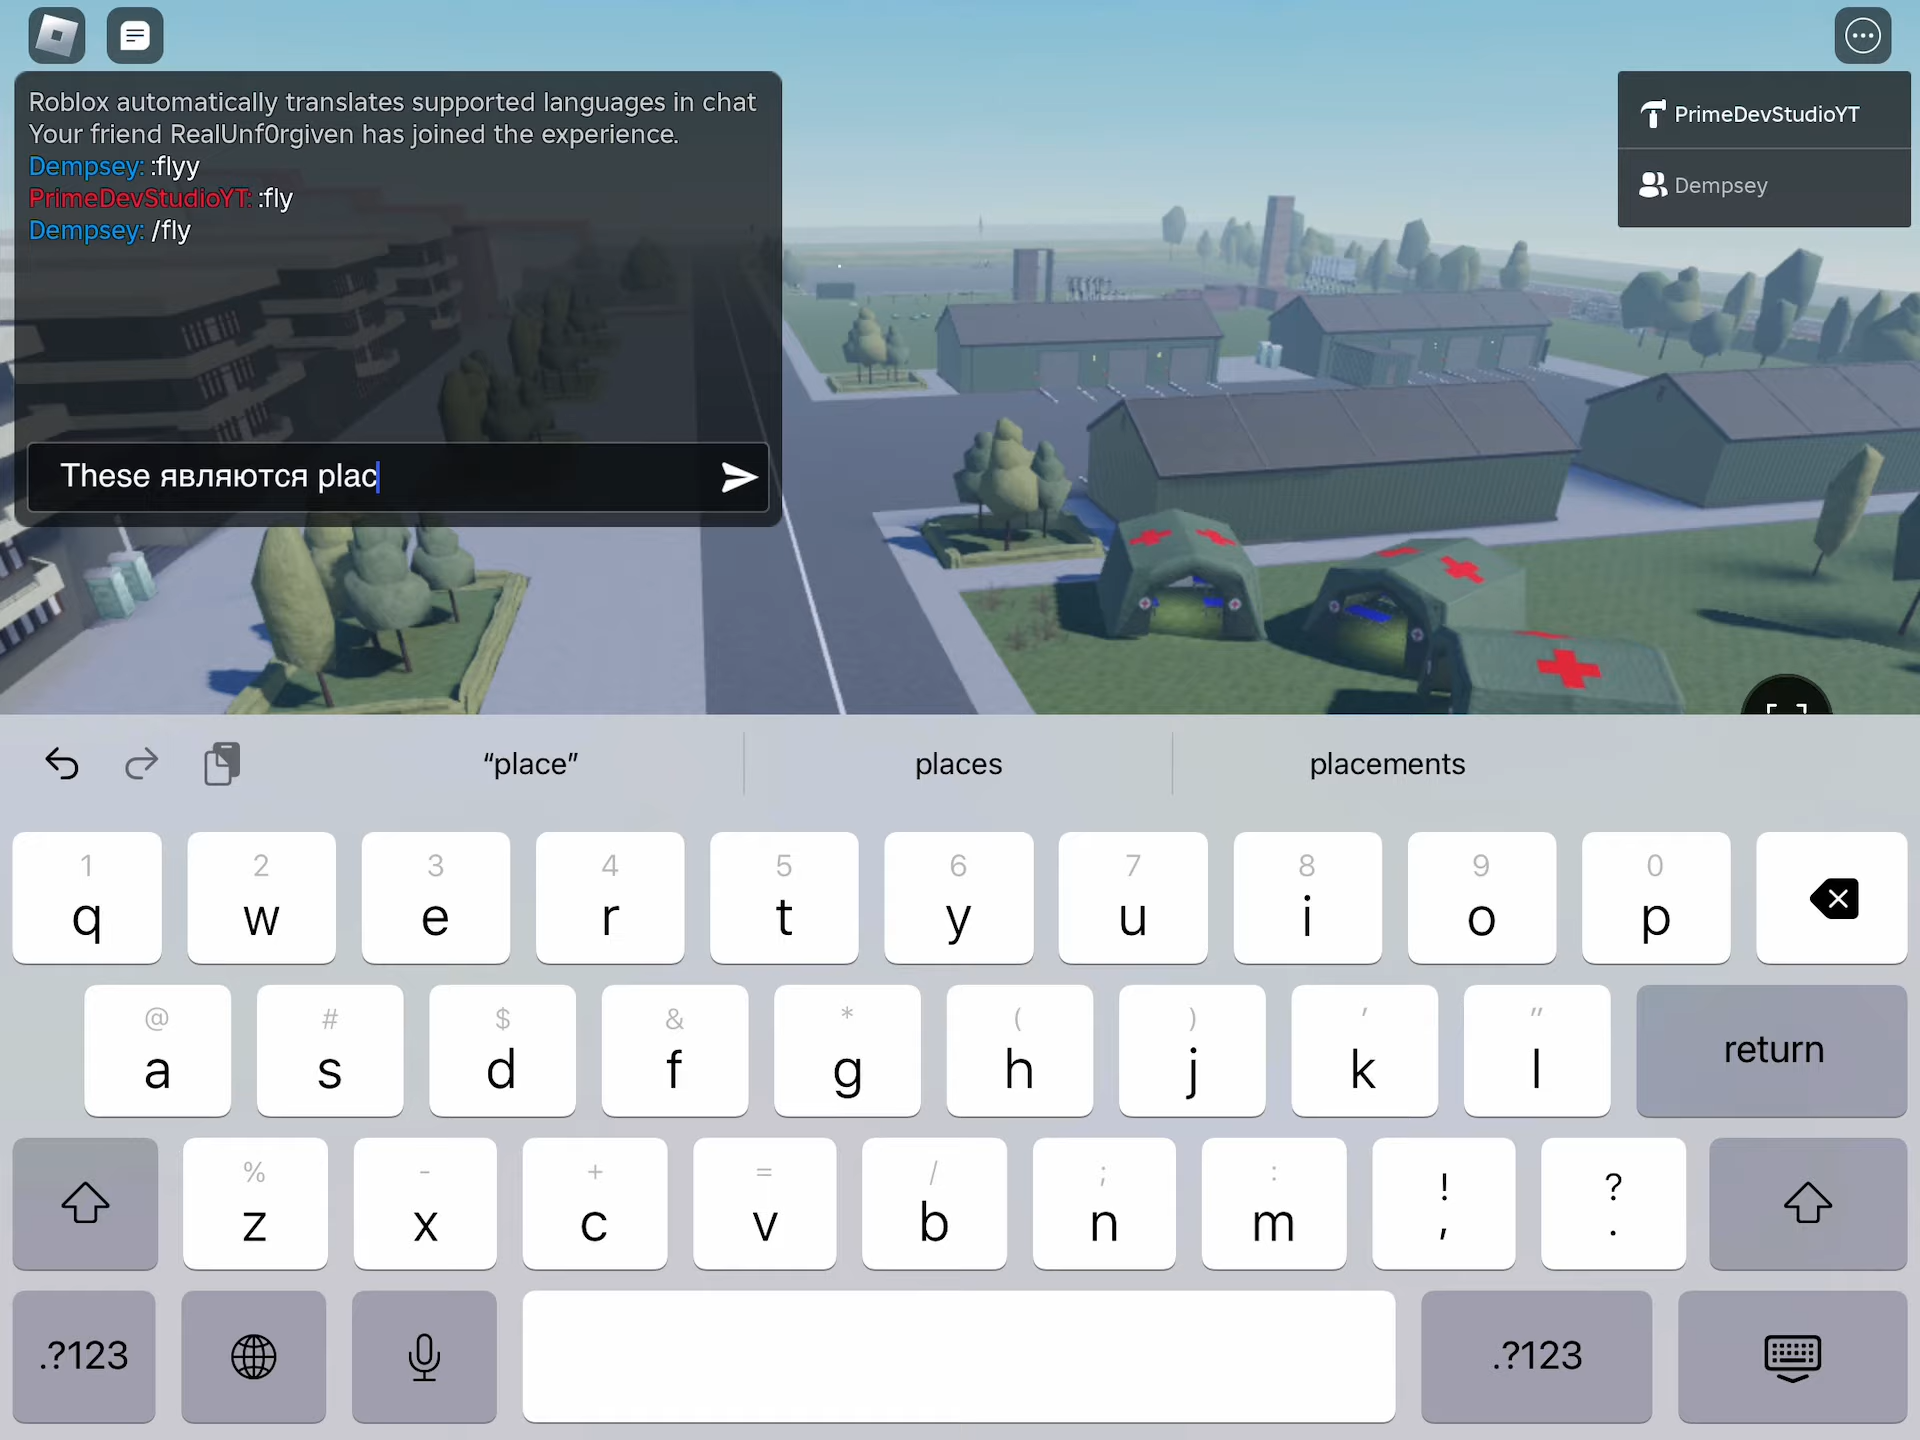 Roblox automatically translates supported languages in chat
Your friend RealUnf0rgiven has joined the experience.
Dempsey: :flyy
PrimeDevStudioYT: :fly
Dempsey: /fly
These являются plac
PrimeDevStudioYT
Dempsey
“place”
places
placements
1 2 3 4 5 6 7 8 9 0
q w e r t y u i o p
@ # $ & * ( ) ' "
a s d f g h j k l return
% - + = / ; : ! ?
z x c v b n m , .
.?123 .?123